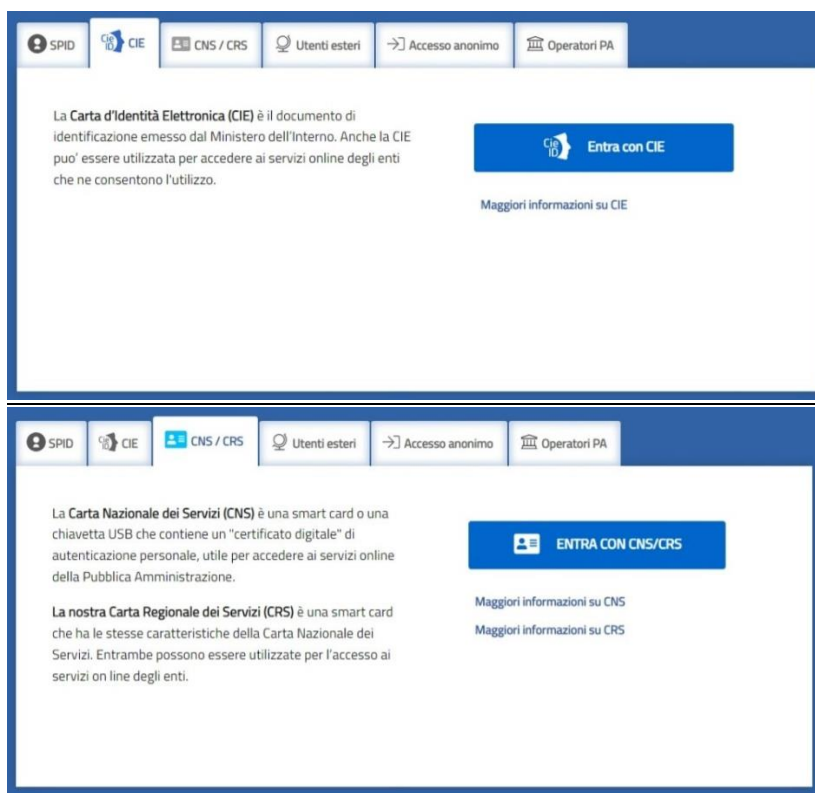 SPID CIE CNS / CRS Utenti esteri Accesso anonimo Operatori PA
La Carta d'Identità Elettronica (CIE) è il documento di
identificazione emesso dal Ministero dell'Interno. Anche la CIE
puo' essere utilizzata per accedere ai servizi online degli enti
che ne consentono l'utilizzo.
Cie ID Entra con CIE
Maggiori informazioni su CIE
SPID CIE CNS / CRS Utenti esteri Accesso anonimo Operatori PA
La Carta Nazionale dei Servizi (CNS) è una smart card o una
chiavetta USB che contiene un "certificato digitale" di
autenticazione personale, utile per accedere ai servizi online
della Pubblica Amministrazione.
La nostra Carta Regionale dei Servizi (CRS) è una smart card
che ha le stesse caratteristiche della Carta Nazionale dei
Servizi. Entrambe possono essere utilizzate per l'accesso ai
servizi on line degli enti.
ENTRA CON CNS/CRS
Maggiori informazioni su CNS
Maggiori informazioni su CRS